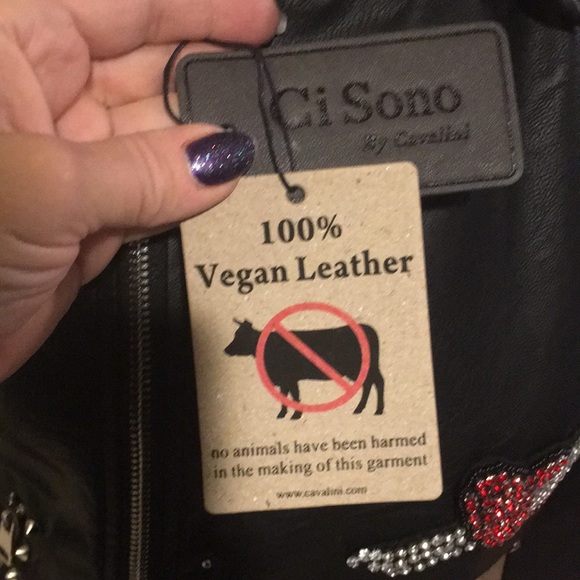 Ci Sono
By Cavalini
100%
Vegan Leather
no animals have been harmed
in the making of this garment
www.cavalini.com